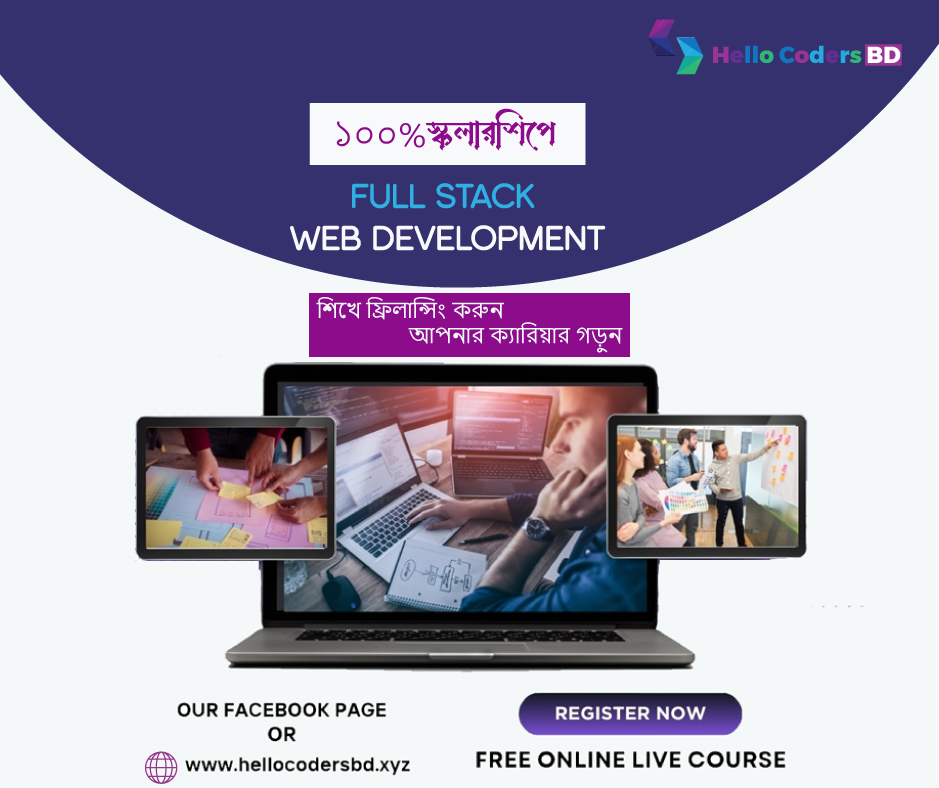 Hello Coders BD
১০০%স্কলারশিপে
FULL STACK
WEB DEVELOPMENT
শিখে ফ্রিলান্সিং করুন
আপনার ক্যারিয়ার গড়ুন
OUR FACEBOOK PAGE
OR
www.hellocodersbd.xyz
REGISTER NOW
FREE ONLINE LIVE COURSE